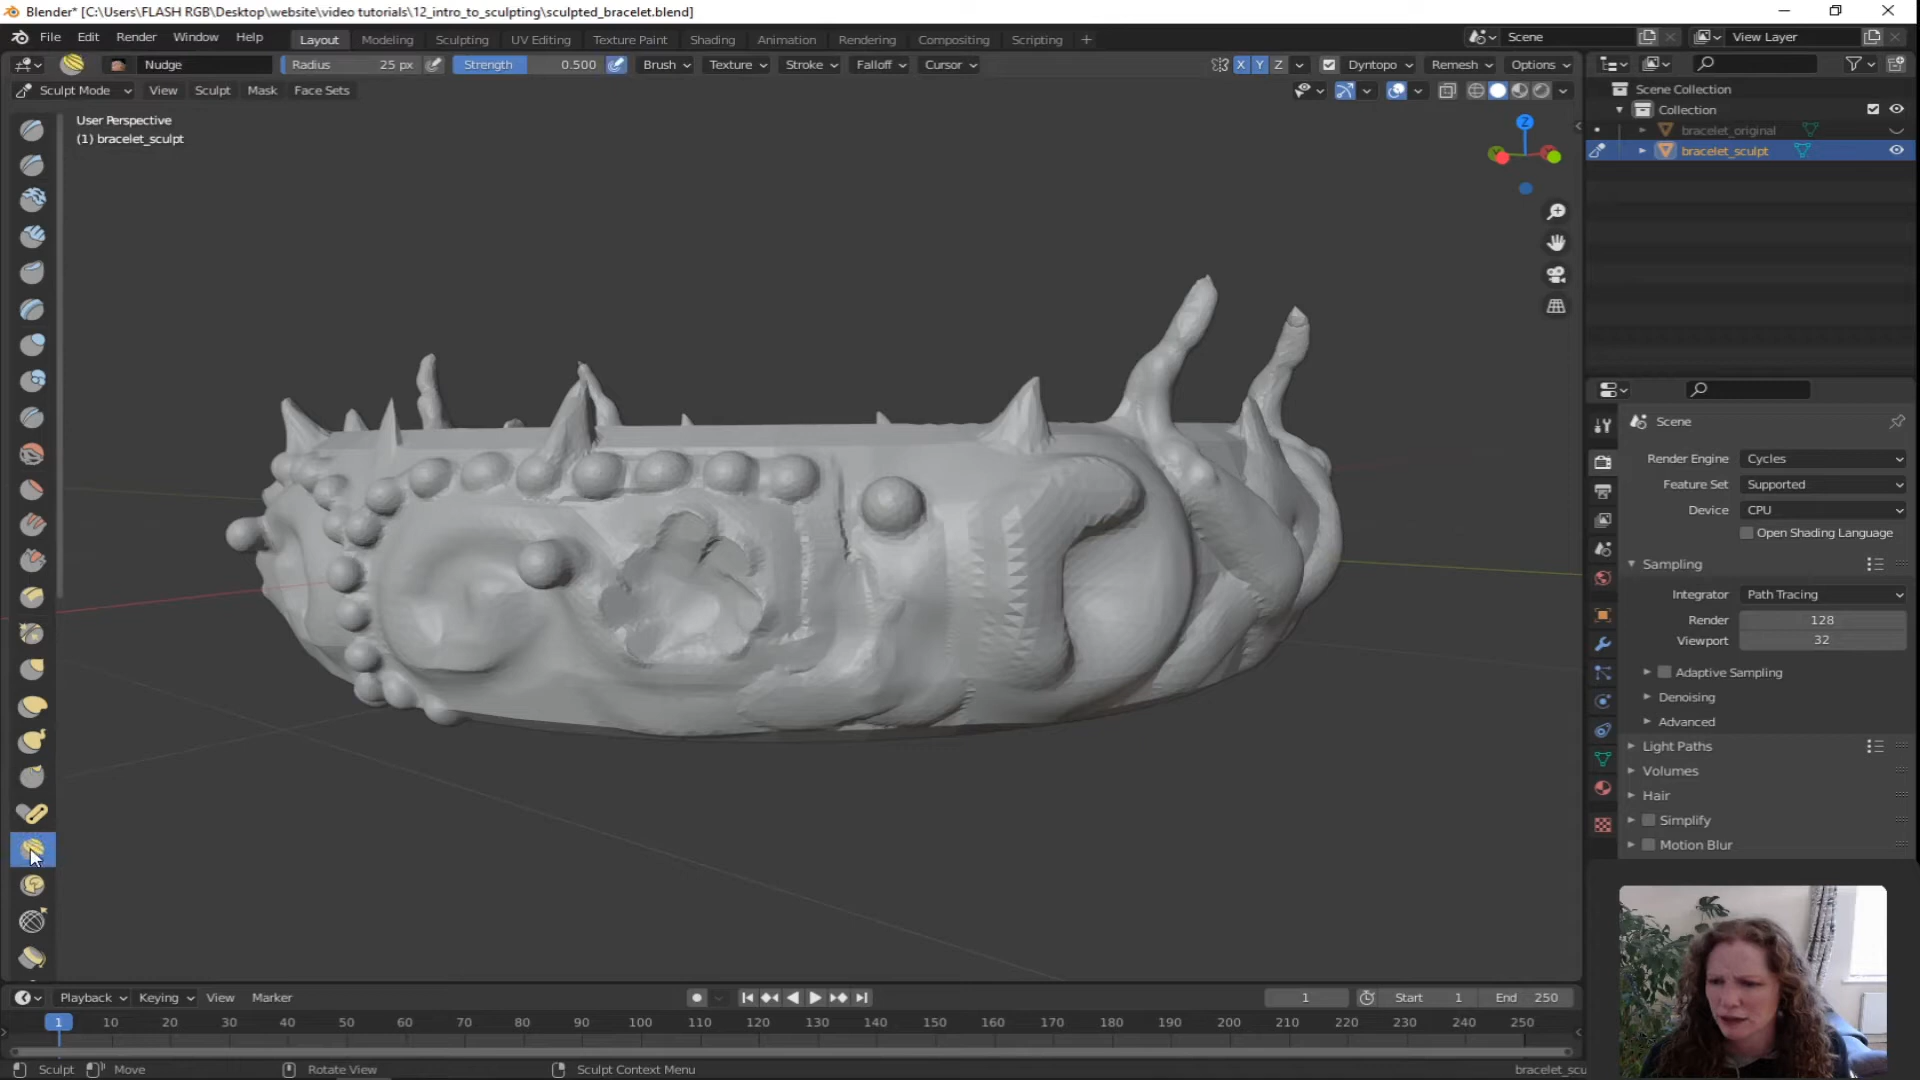 Blender* [C:\Users\FLASH RGB\Desktop\website\video tutorials\12_intro_to_sculpting\sculpted_bracelet.blend]
File Edit Render Window Help Layout Modeling Sculpting UV Editing Texture Paint Shading Animation Rendering Compositing Scripting + Scene View Layer
Nudge Radius 25 px Strength 0.500 Brush Texture Stroke Falloff Cursor X Y Z Dyntopo Remesh Options
Sculpt Mode View Sculpt Mask Face Sets
User Perspective
(1) bracelet_sculpt
Z
Scene Collection
Collection
bracelet_original
bracelet_sculpt
Scene
Render Engine Cycles
Feature Set Supported
Device CPU
Open Shading Language
Sampling
Integrator Path Tracing
Render 128
Viewport 32
Adaptive Sampling
Denoising
Advanced
Light Paths
Volumes
Hair
Simplify
Motion Blur
Playback Keying View Marker 1 Start 1 End 250
1 10 20 30 40 50 60 70 80 90 100 110 120 130 140 150 160 170 180 190 200 210 220 230 240 250
Sculpt Move Rotate View Sculpt Context Menu bracelet_scu